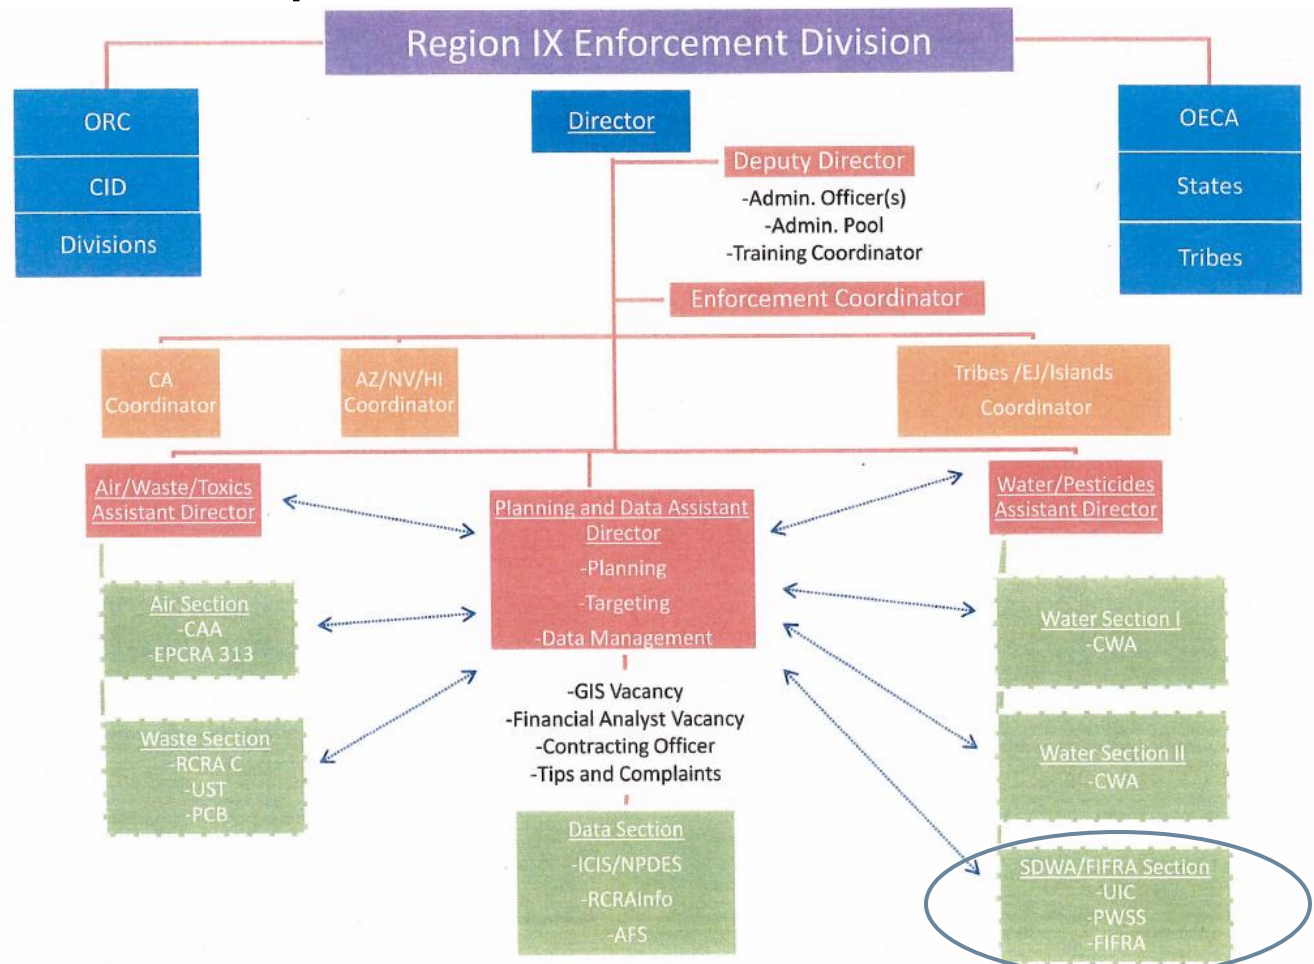 Region IX Enforcement Division
ORC
CID
Divisions
Director
OECA
States
Tribes
Deputy Director
-Admin. Officer(s)
-Admin. Pool
-Training Coordinator
Enforcement Coordinator
CA
Coordinator
AZ/NV/HI
Coordinator
Tribes /EJ/Islands
Coordinator
Air/Waste/Toxics
Assistant Director
Planning and Data Assistant
Director
-Planning
-Targeting
-Data Management
Water/Pesticides
Assistant Director
Air Section
-CAA
-EPCRA 313
Waste Section
-RCRA C
-UST
-PCB
-GIS Vacancy
-Financial Analyst Vacancy
-Contracting Officer
-Tips and Complaints
Data Section
-ICIS/NPDES
-RCRAInfo
-AFS
Water Section I
-CWA
Water Section II
-CWA
SDWA/FIFRA Section
-UIC
-PWSS
-FIFRA